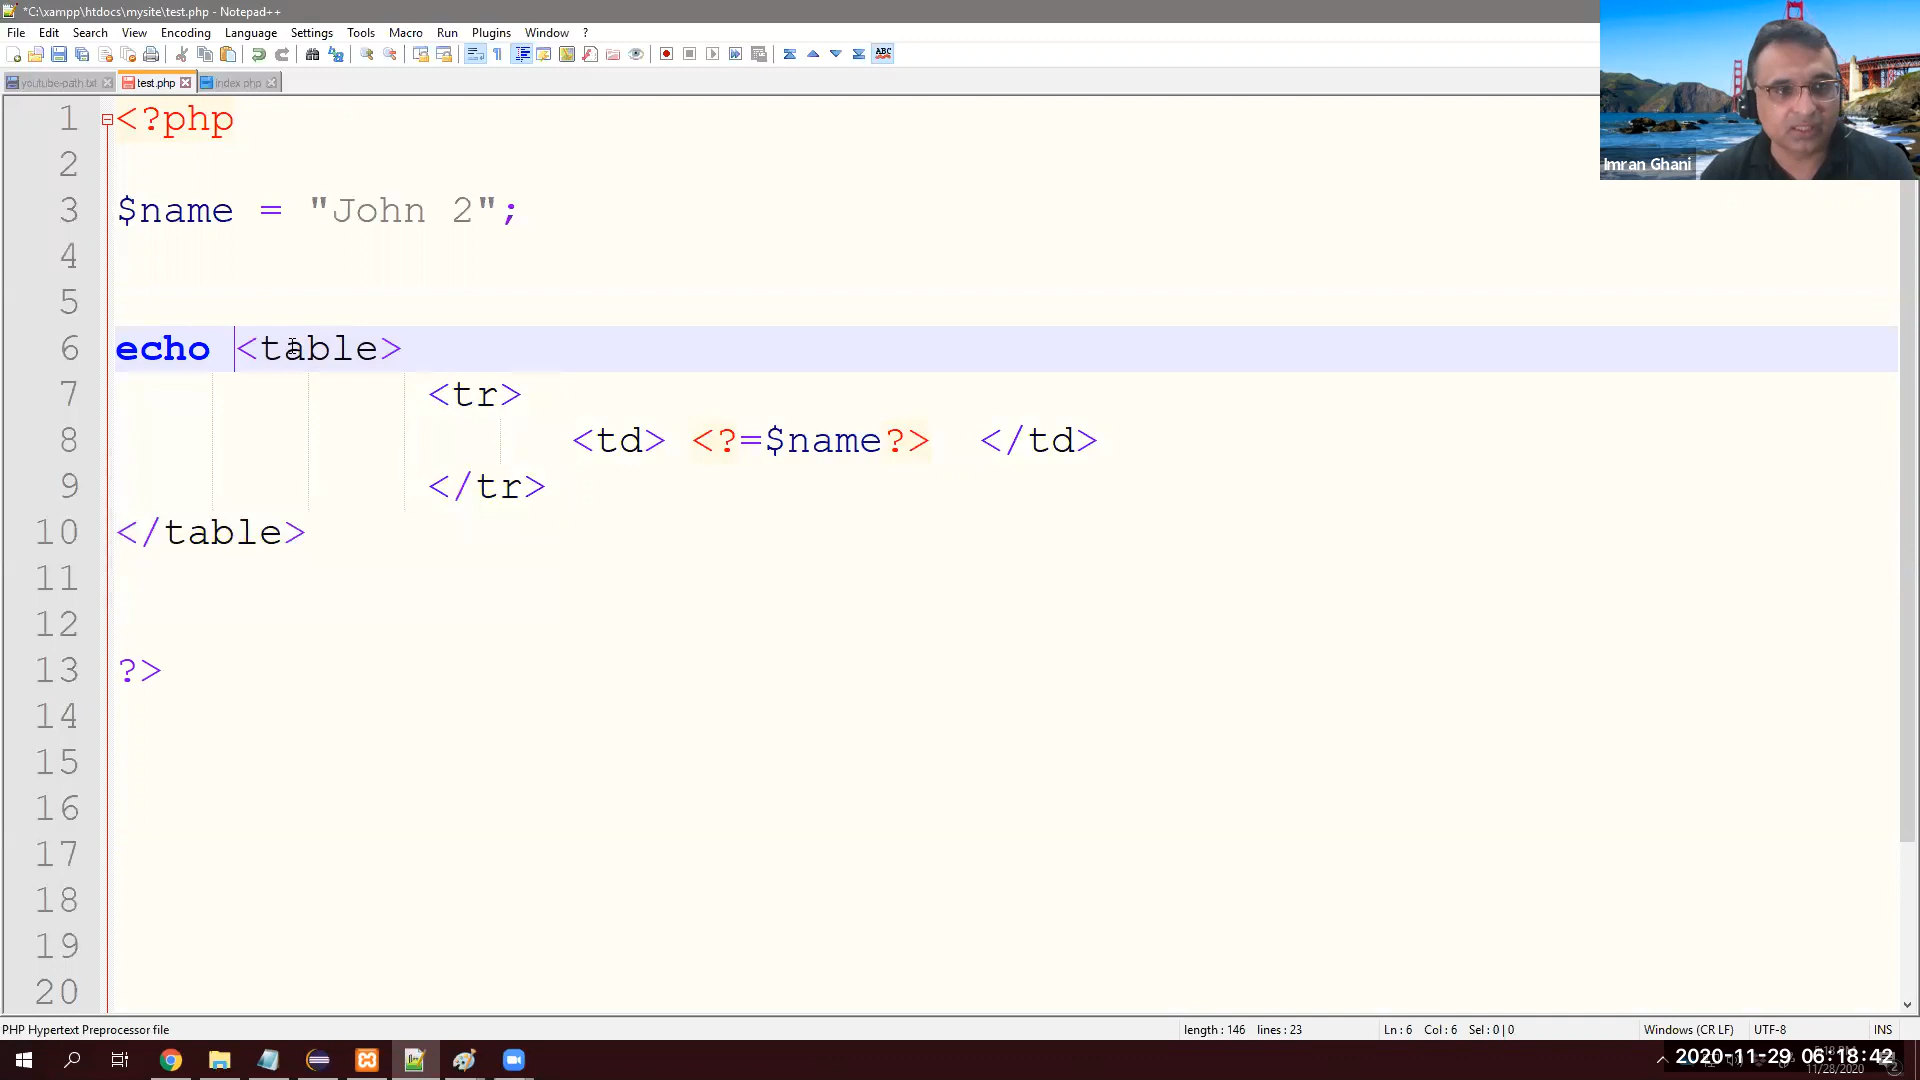 *C:\xampp\htdocs\mysite\test.php - Notepad++
File Edit Search View Encoding Language Settings Tools Macro Run Plugins Window ?
ABC
youtube-path.txt test.php index.php
Imran Ghani
1 <?php
2
3 $name = "John 2";
4
5
6 echo <table>
7 <tr>
8 <td> <?=$name?> </td>
9 </tr>
10 </table>
11
12
13 ?>
14
15
16
17
18
19
20
PHP Hypertext Preprocessor file length : 146 lines : 23 Ln : 6 Col : 6 Sel : 0 | 0 Windows (CR LF) UTF-8 INS
2020-11-29 06:18:42
11/28/2020